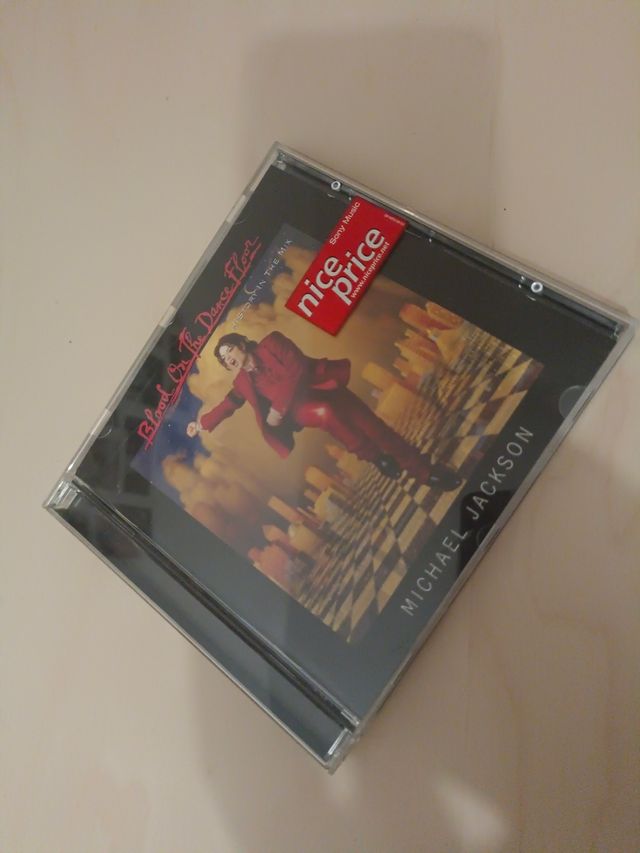 Blood On The Dance Floor
HISTORY IN THE MIX
Sony Music
nice
price
www.niceprice.net
MICHAEL JACKSON